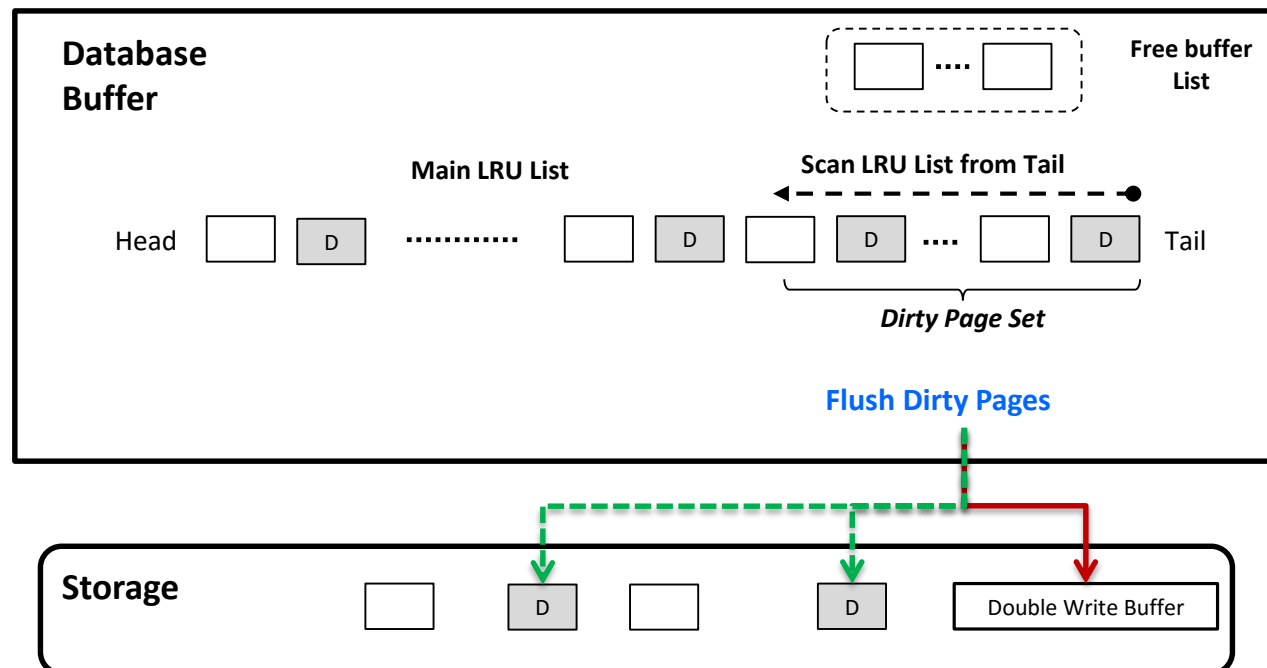 Database
Buffer
....
Free buffer
List
Main LRU List
Scan LRU List from Tail
Head
D
............
D
D
....
D
Tail
Dirty Page Set
Flush Dirty Pages
Storage
D
D
Double Write Buffer